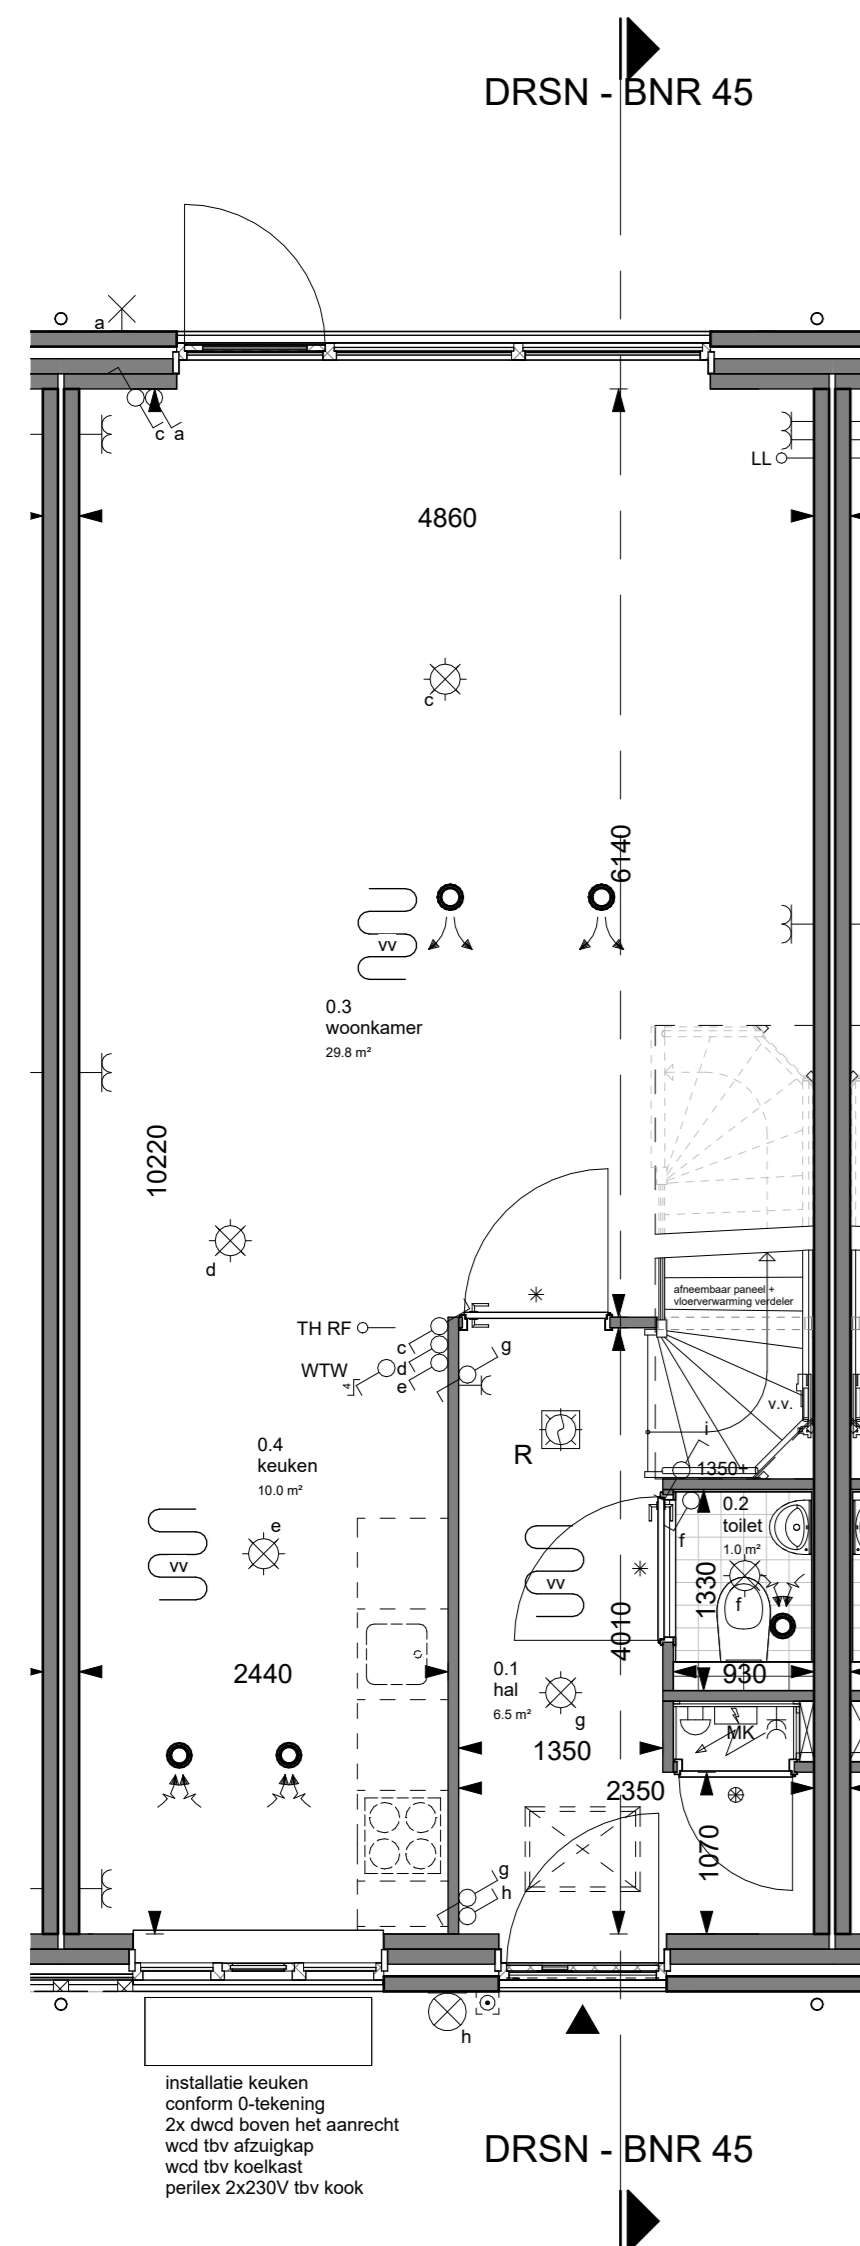 DRSN - BNR 45
a
c a
LL
4860
c
6140
vv
0.3
woonkamer
29.8 m²
10220
d
afneembaar paneel +
vloerverwarming verdeler
TH RF
c
g
WTW
d
4
e
v.v.
i
R
1350+
0.4
keuken
10.0 m²
0.2
toilet
1.0 m²
e
f
vv
vv
1330
f
4010
0.1
hal
6.5 m²
2440
930
g
MK
1350
2350
1070
g
h
h
installatie keuken
conform 0-tekening
2x dwcd boven het aanrecht
wcd tbv afzuigkap
wcd tbv koelkast
perilex 2x230V tbv kook
DRSN - BNR 45